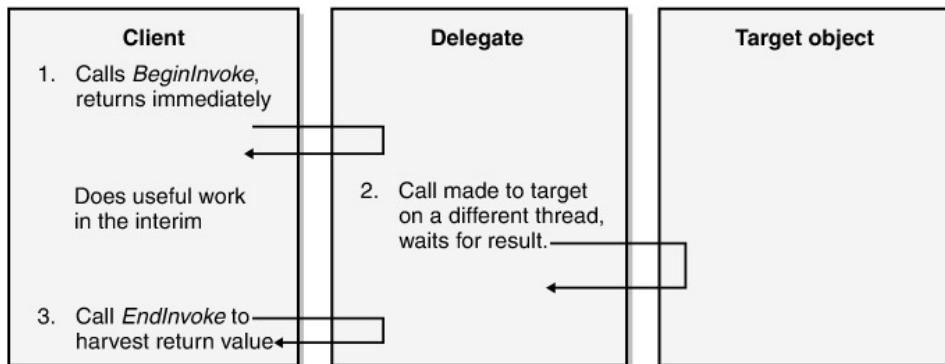 Client
1. Calls BeginInvoke,
returns immediately
Does useful work
in the interim
3. Call EndInvoke to
harvest return value
Delegate
2. Call made to target
on a different thread,
waits for result.
Target object